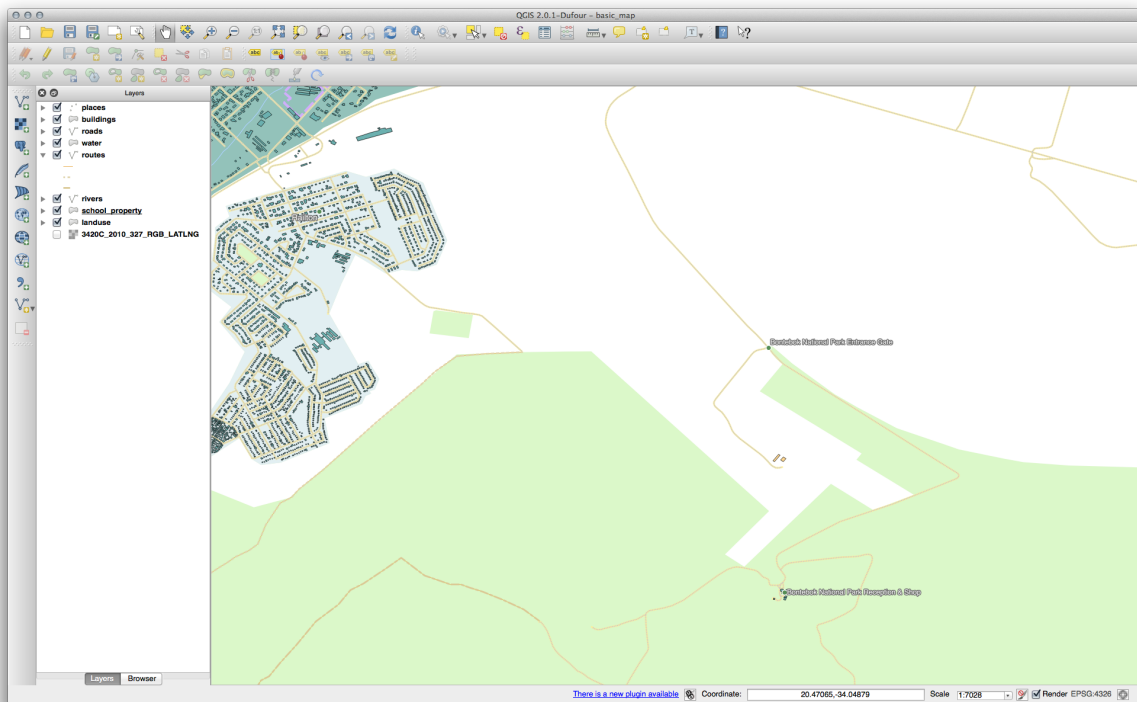 QGIS 2.0.1-Dufour - basic_map
Layers
places
buildings
roads
water
routes
rivers
school_property
landuse
3420C_2010_327_RGB_LATLNG
Railton
Bontebok National Park Entrance Gate
Bontebok National Park Reception & Shop
Layers Browser
There is a new plugin available Coordinate: 20.47065,-34.04879 Scale 1:7028 Render EPSG:4326